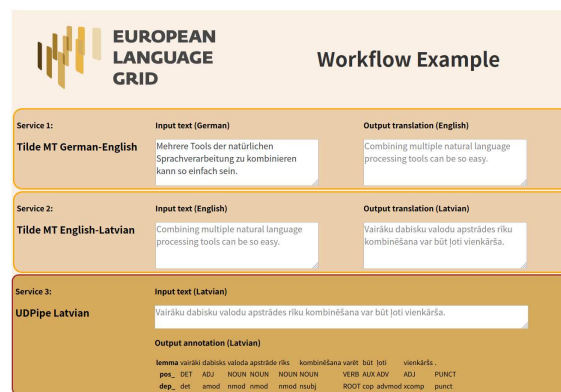 EUROPEAN
LANGUAGE
GRID
Workflow Example
Service 1:
Input text (German)
Output translation (English)
Tilde MT German-English
Mehrere Tools der natürlichen
Sprachverarbeitung zu kombinieren
kann so einfach sein.
Combining multiple natural language
processing tools can be so easy.
Service 2:
Input text (English)
Output translation (Latvian)
Tilde MT English-Latvian
Combining multiple natural language
processing tools can be so easy.
Vairāku dabisku valodu apstrādes rīku
kombinēšana var būt ļoti vienkārša.
Service 3:
Input text (Latvian)
UDPipe Latvian
Vairāku dabisku valodu apstrādes rīku kombinēšana var būt ļoti vienkārša.
Output annotation (Latvian)
lemma vairāki dabisks valoda apstrāde rīks kombinēšana varēt būt ļoti vienkāršs .
pos_ DET ADJ NOUN NOUN NOUN NOUN VERB AUX ADV ADJ PUNCT
dep_ det amod nmod nmod nmod nsubj ROOT cop advmod xcomp punct